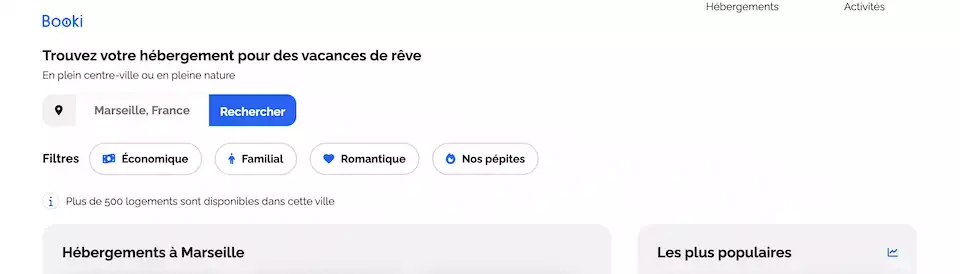 Hébergements Activités
Booki
Trouvez votre hébergement pour des vacances de rêve
En plein centre-ville ou en pleine nature
Marseille, France Rechercher
Filtres Économique Familial Romantique Nos pépites
i Plus de 500 logements sont disponibles dans cette ville
Hébergements à Marseille Les plus populaires